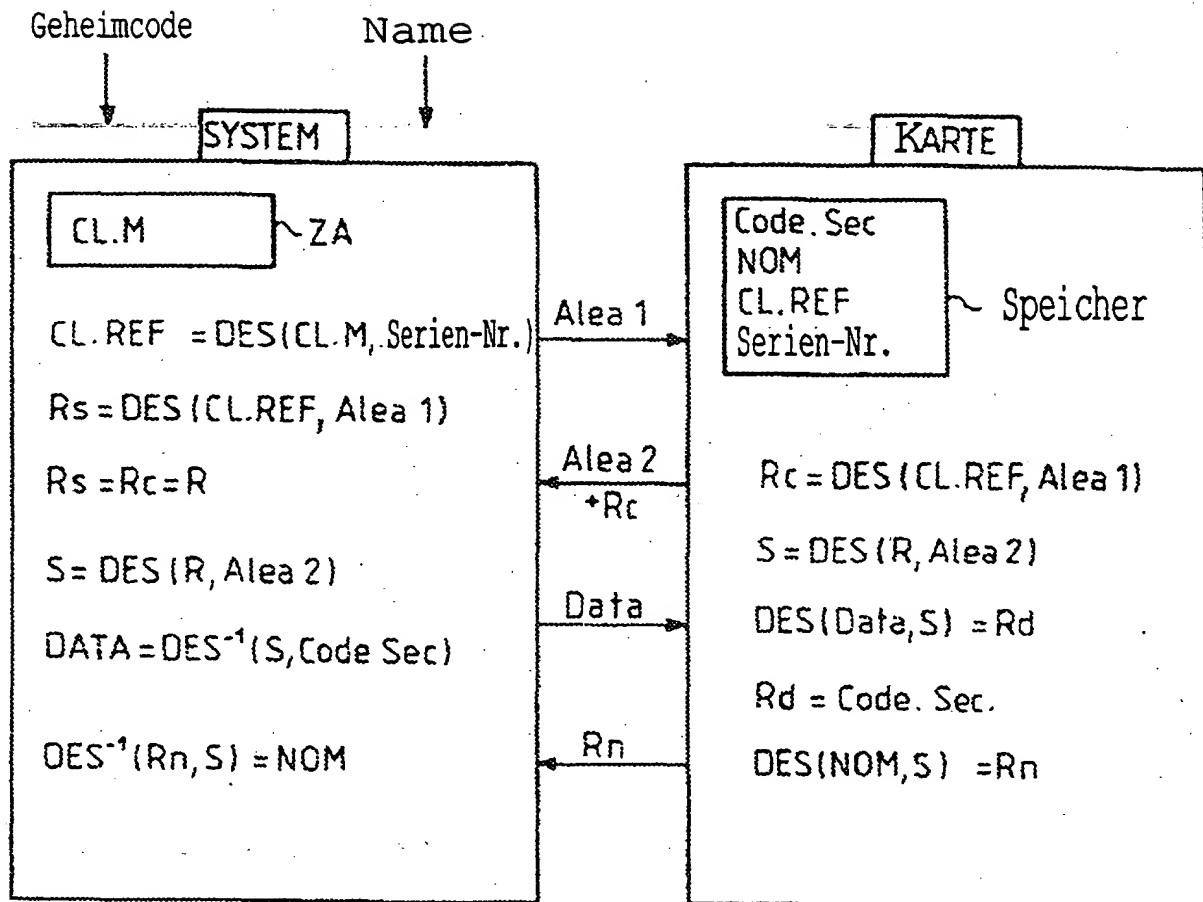 Geheimcode
Name
SYSTEM
CL.M
ZA
CL.REF = DES(CL.M, Serien-Nr.)
Rs = DES (CL.REF, Alea 1)
Rs = Rc = R
S = DES (R, Alea 2)
DATA = DES⁻¹ (S, Code Sec)
DES⁻¹ (Rn, S) = NOM
Alea 1
Alea 2
+Rc
Data
Rn
KARTE
Code. Sec
NOM
CL.REF
Serien-Nr.
Speicher
Rc = DES (CL.REF, Alea 1)
S = DES (R, Alea 2)
DES(Data, S) = Rd
Rd = Code. Sec.
DES(NOM, S) = Rn